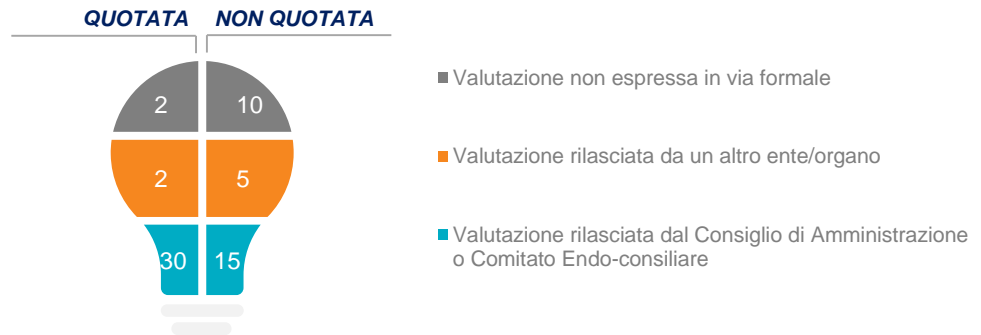 QUOTATA NON QUOTATA
2 10
Valutazione non espressa in via formale
2 5
Valutazione rilasciata da un altro ente/organo
30 15
Valutazione rilasciata dal Consiglio di Amministrazione
o Comitato Endo-consiliare